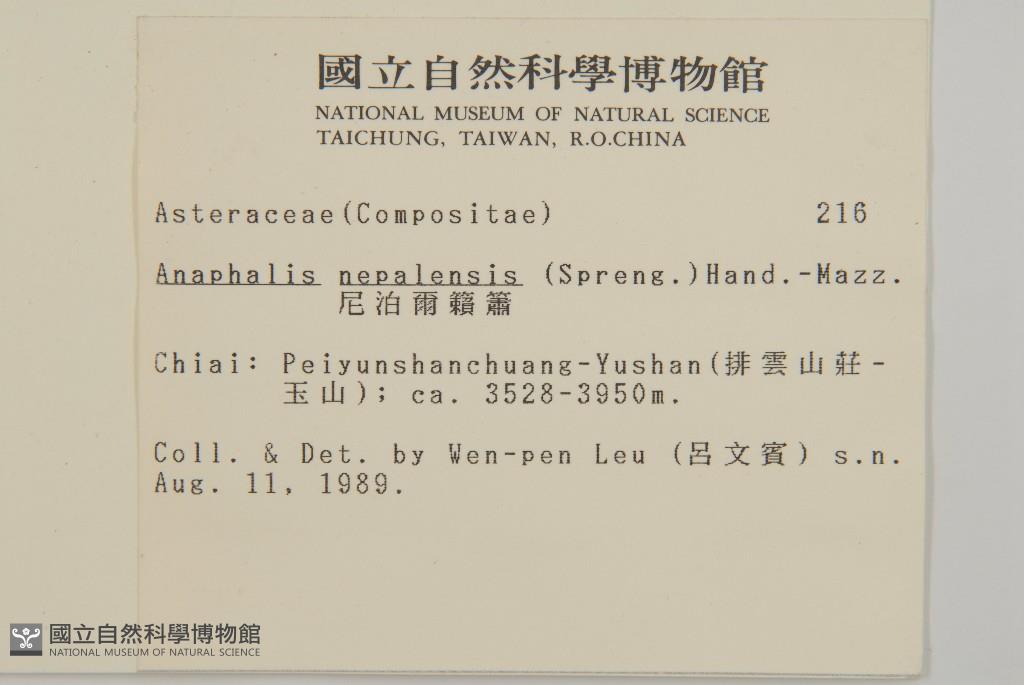 國立自然科學博物館
NATIONAL MUSEUM OF NATURAL SCIENCE
TAICHUNG, TAIWAN, R.O.CHINA
Asteraceae(Compositae) 216
Anaphalis nepalensis (Spreng.)Hand.-Mazz.
尼泊爾籟簫
Chiai: Peiyunshanchuang-Yushan(排雲山莊-
玉山); ca. 3528-3950m.
Coll. & Det. by Wen-pen Leu (呂文賓) s.n.
Aug. 11, 1989.
國立自然科學博物館
NATIONAL MUSEUM OF NATURAL SCIENCE